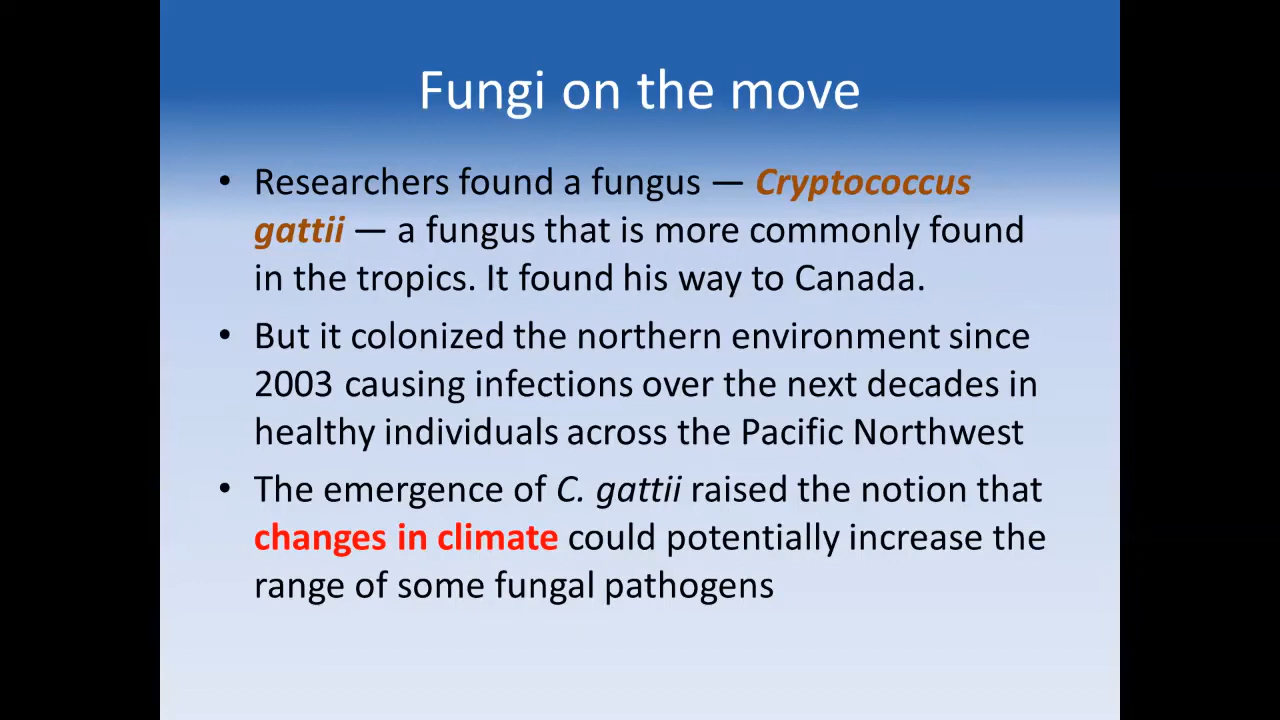 Fungi on the move
• Researchers found a fungus — Cryptococcus
gattii — a fungus that is more commonly found
in the tropics. It found his way to Canada.
• But it colonized the northern environment since
2003 causing infections over the next decades in
healthy individuals across the Pacific Northwest
• The emergence of C. gattii raised the notion that
changes in climate could potentially increase the
range of some fungal pathogens